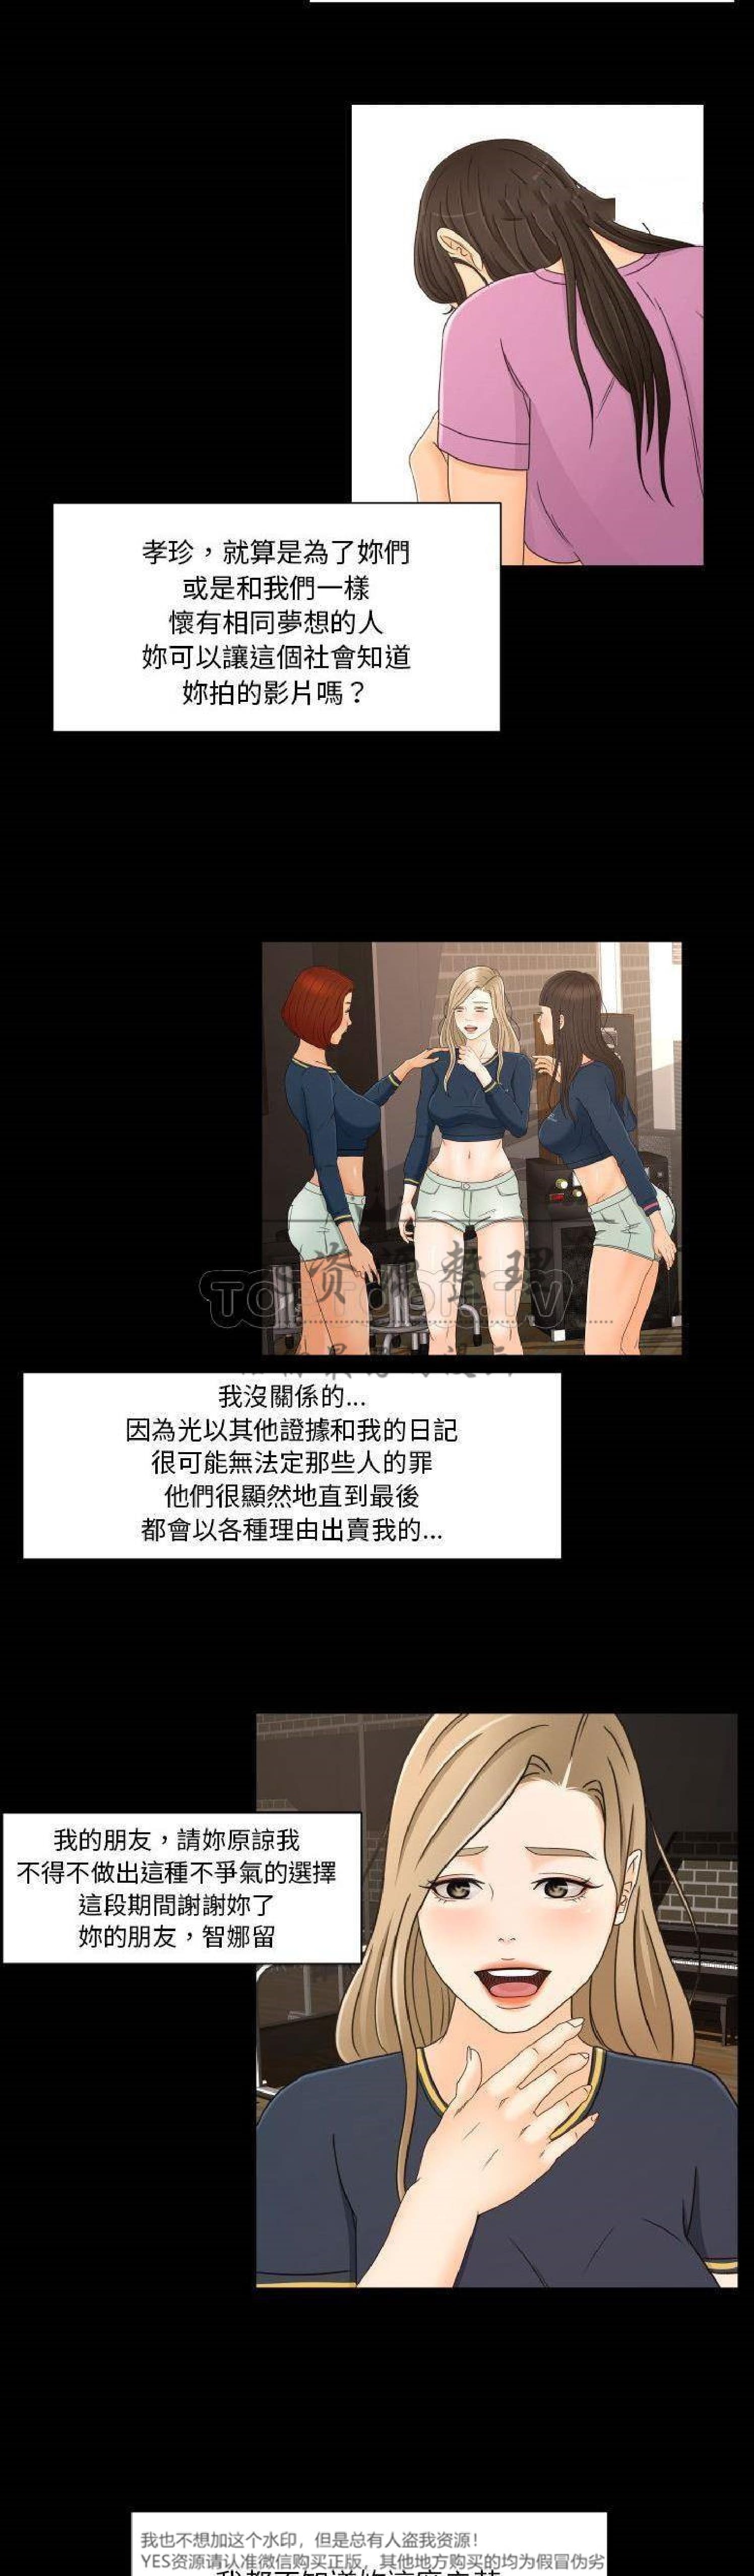 孝珍，就算是為了妳們
或是和我們一樣
懷有相同夢想的人
妳可以讓這個社會知道
妳拍的影片嗎？
资源整理
TOPTOON.TV
我沒關係的...
因為光以其他證據和我的日記
很可能無法定那些人的罪
他們很顯然地直到最後
都會以各種理由出賣我的...
我的朋友，請妳原諒我
不得不做出這種不爭氣的選擇
這段期間謝謝妳了
妳的朋友，智娜留
我也不想加这个水印，但是总有人盗我资源！
YES资源请认准微信购买正版，其他地方购买的均为假冒伪劣